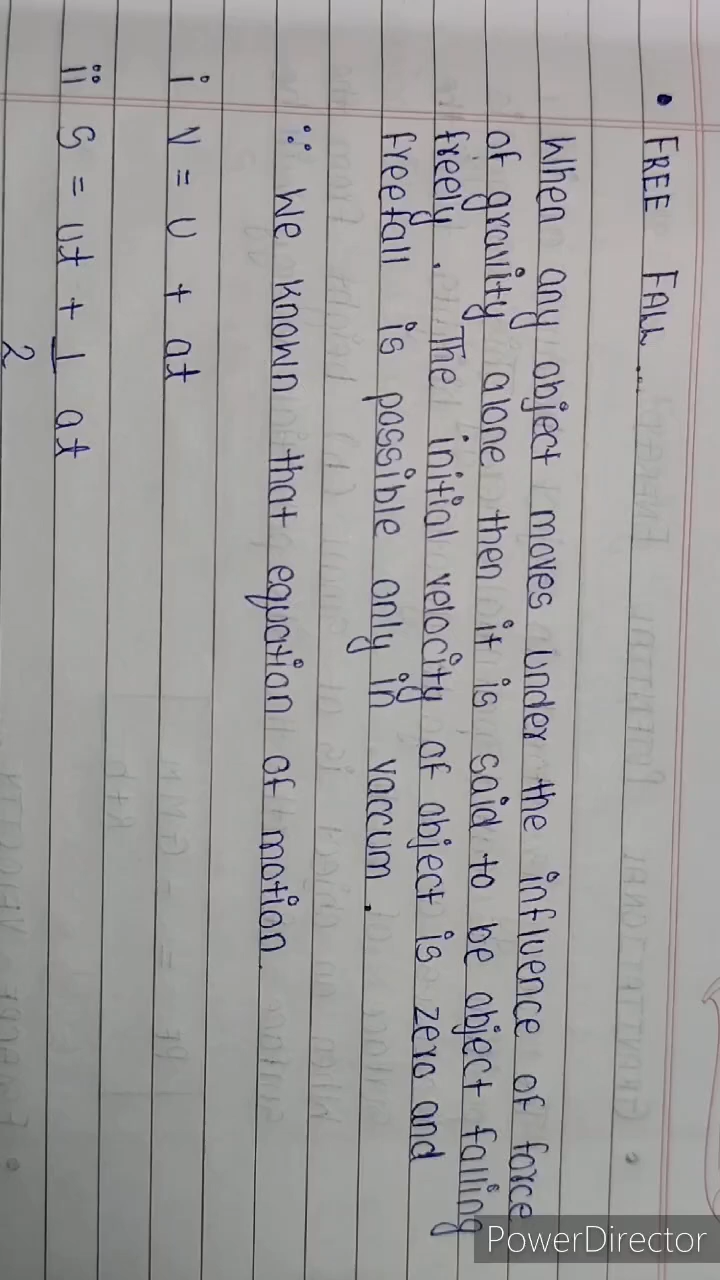 • FREE FALL ...
When any object moves under the influence of force
of gravity alone then it is said to be object falling
freely. The initial velocity of object is zero and
freefall is possible only in vaccum.
∵ We known that equation of motion.
i v = u + at
ii s = ut + 1/2 at
PowerDirector